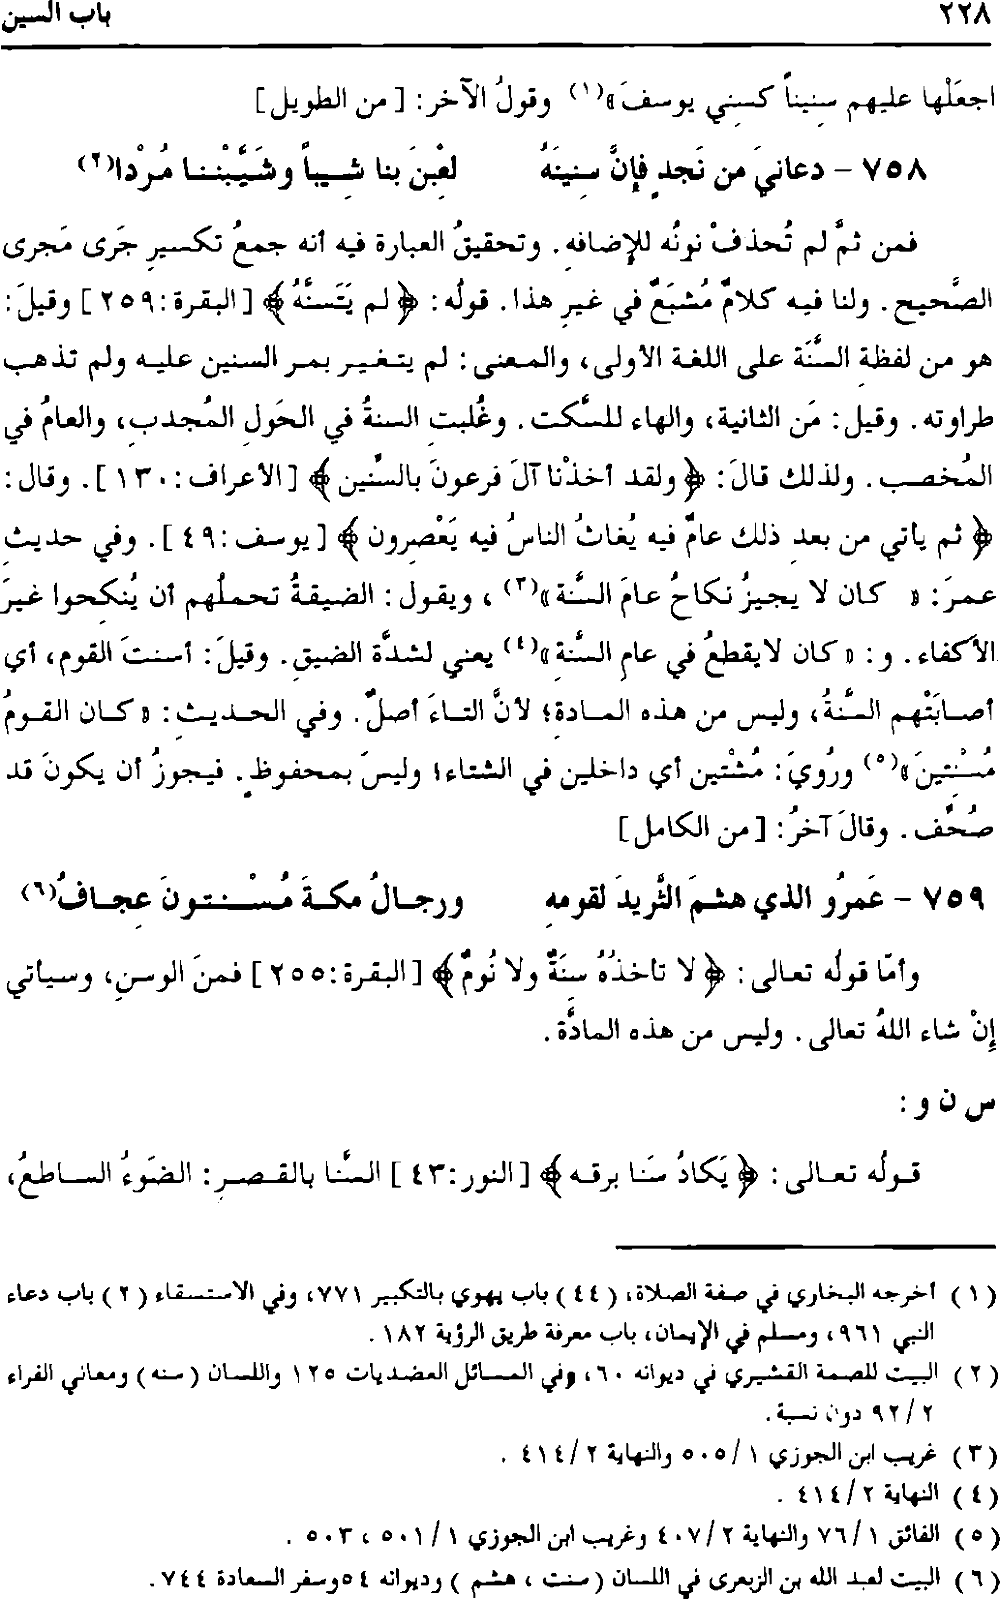 ٢٢٨ باب السين
اجعَلْها عليهم سِنيناً كسِني يوسفَ»(١) وقولُ الآخر: [من الطويل]
٧٥٨ – دعانيَ من نَجدٍ فإنَّ سِنينَهُ لعِبْنَ بنا شِيباً وشَيَّبْننا مُرْدا(٢)
فمن ثمَّ لم تُحذفْ نونُه للإضافه. وتحقيقُ العبارة فيه أنه جمعُ تكسيرٍ جَرى مَجرى
الصَّحيح. ولنا فيه كلامٌ مُشبَعٌ في غيرِ هذا. قولُه: ﴿لم يَتَسنَّهْ﴾ [البقرة:٢٥٩] وقيلَ:
هو من لفظةِ السَّنَة على اللغة الأولى، والمعنى: لم يتغير بمر السنين عليه ولم تذهب
طراوته. وقيل: مَن الثانية، والهاء للسَّكت. وغُلبتِ السنةُ في الحَولِ المُجدبِ، والعامُ في
المُخصب. ولذلك قالَ: ﴿ولقد أخذْنا آلَ فرعونَ بالسِّنين﴾ [الأعراف:١٣٠]. وقال:
﴿ثم يأتي من بعدِ ذلك عامٌ فيه يُغاثُ الناسُ فيه يَعْصِرون﴾ [يوسف:٤٩]. وفي حديثِ
عمرَ: « كان لا يجيزُ نكاحُ عامَ السَّنة»(٣)، ويقول: الضيقةُ تحملُهم أن يُنكحوا غيرَ
الأكفاء. و: «كان لايقطعُ في عامِ السَّنةِ»(٤) يعني لشدَّة الضيقِ. وقيلَ: أسنتَ القوم، أي
أصابَتْهم السَّنةُ، وليس من هذه المادةِ؛ لأنَّ التاءَ أصلٌ. وفي الحديث: «كان القومُ
مُسْنِتينَ»(٥) ورُويَ: مُشْتين أي داخلين في الشتاء؛ وليسَ بمحفوظٍ. فيجوزُ أن يكونَ قد
صُحِّف. وقالَ آخرُ: [من الكامل]
٧٥٩ – عَمرُو الذي هشمَ الثَّريدَ لقومهِ ورجالُ مكةَ مُسْنتونَ عِجافُ(٦)
وأمّا قولُه تعالى: ﴿لا تأخذُهُ سِنَةٌ ولا نُومٌ﴾ [البقرة:٢٥٥] فمنَ الوسنِ، وسيأتي
إنْ شاء اللهُ تعالى. وليس من هذه المادَّة.
س ن و:
قولُه تعالى: ﴿يَكادُ سَنا برقه﴾ [النور:٤٣] السَّنا بالقصرِ: الضَوءُ الساطعُ،
(١) أخرجه البخاري في صفة الصلاة، (٤٤) باب يهوي بالتكبير ٧٧١، وفي الاستسقاء (٢) باب دعاء
النبي ٩٦١، ومسلم في الإيمان، باب معرفة طريق الرؤية ١٨٢.
(٢) البيت للصمة القشيري في ديوانه ٦٠، وفي المسائل العضديات ١٢٥ واللسان (سنه) ومعاني الفراء
٩٢/٢ دون نسبة.
(٣) غريب ابن الجوزي ٥٠٥/١ والنهاية ٤١٤/٢ .
(٤) النهاية ٤١٤/٢ .
(٥) الفائق ٧٦/١ والنهاية ٤٠٧/٢ وغريب ابن الجوزي ٥٠١/١، ٥٠٣ .
(٦) البيت لعبد الله بن الزبعرى في اللسان (سنت ، هشم) وديوانه ٥٤ وسفر السعادة ٧٤٤.